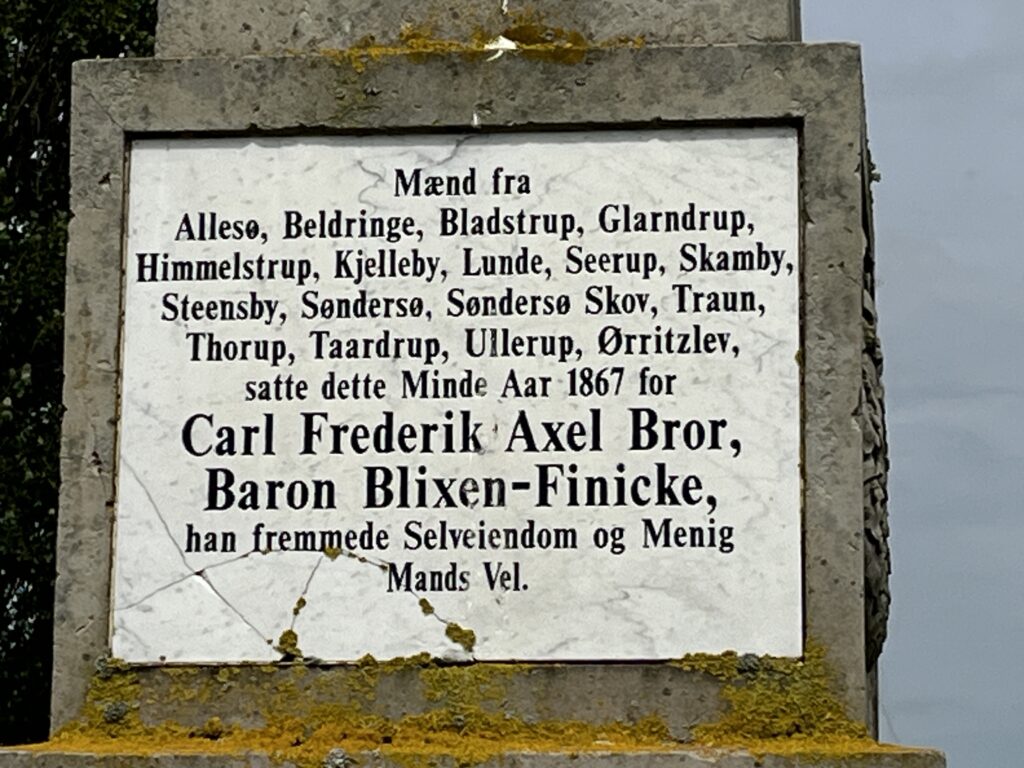 Mænd fra
Allesø, Beldringe, Bladstrup, Glarndrup,
Himmelstrup, Kjelleby, Lunde, Seerup, Skamby,
Steensby, Søndersø, Søndersø Skov, Traun,
Thorup, Taardrup, Ullerup, Ørritzlev,
satte dette Minde Aar 1867 for
Carl Frederik Axel Bror,
Baron Blixen-Finicke,
han fremmede Selveiendom og Menig
Mands Vel.